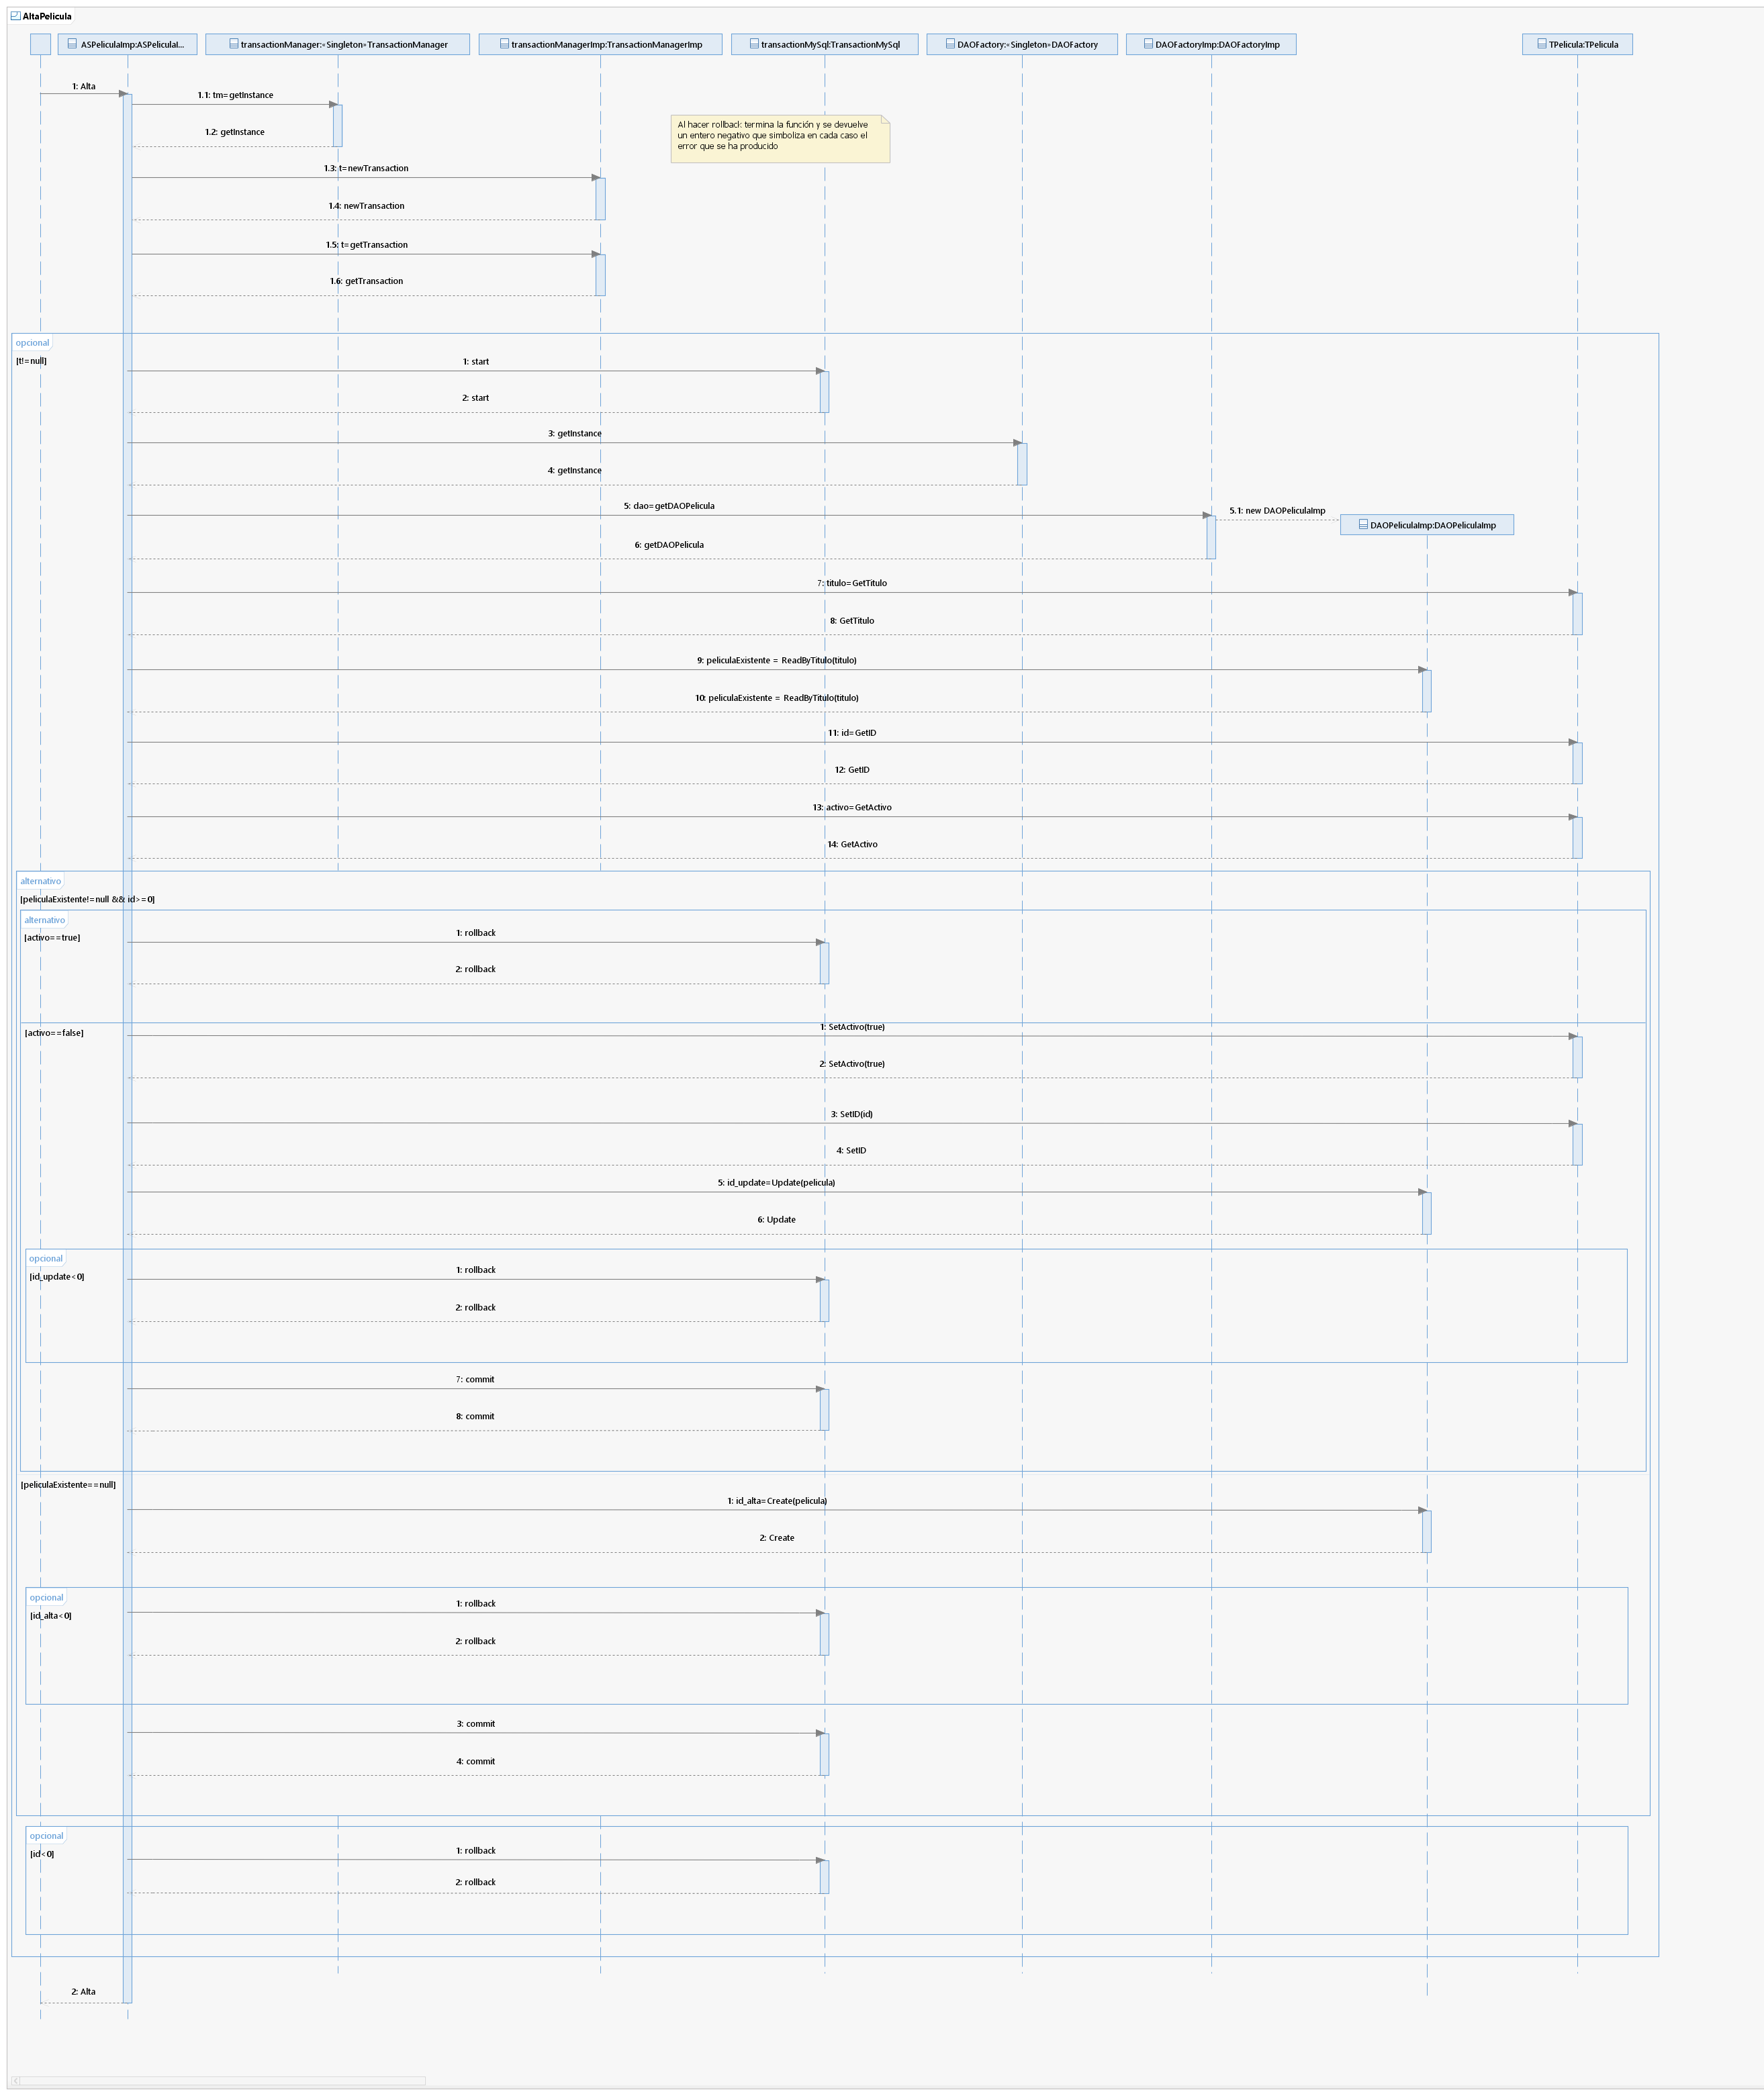 AltaPelicula
ASPeliculaImp:ASPeliculaI...
transactionManager:«Singleton»TransactionManager
transactionManagerImp:TransactionManagerImp
transactionMySql:TransactionMySql
DAOFactory:«Singleton»DAOFactory
DAOFactoryImp:DAOFactoryImp
TPelicula:TPelicula
1: Alta
1.1: tm=getInstance
1.2: getInstance
Al hacer rollback termina la función y se devuelve
un entero negativo que simboliza en cada caso el
error que se ha producido
1.3: t=newTransaction
1.4: newTransaction
1.5: t=getTransaction
1.6: getTransaction
opcional
[t!=null]
1: start
2: start
3: getInstance
4: getInstance
5: dao=getDAOPelicula
5.1: new DAOPeliculaImp
DAOPeliculaImp:DAOPeliculaImp
6: getDAOPelicula
7: titulo=GetTitulo
8: GetTitulo
9: peliculaExistente = ReadByTitulo(titulo)
10: peliculaExistente = ReadByTitulo(titulo)
11: id=GetID
12: GetID
13: activo=GetActivo
14: GetActivo
alternativo
[peliculaExistente!=null && id>=0]
alternativo
[activo==true]
1: rollback
2: rollback
[activo==false]
1: SetActivo(true)
2: SetActivo(true)
3: SetID(id)
4: SetID
5: id_update=Update(pelicula)
6: Update
opcional
[id_update<0]
1: rollback
2: rollback
7: commit
8: commit
[peliculaExistente==null]
1: id_alta=Create(pelicula)
2: Create
opcional
[id_alta<0]
1: rollback
2: rollback
3: commit
4: commit
opcional
[id<0]
1: rollback
2: rollback
2: Alta